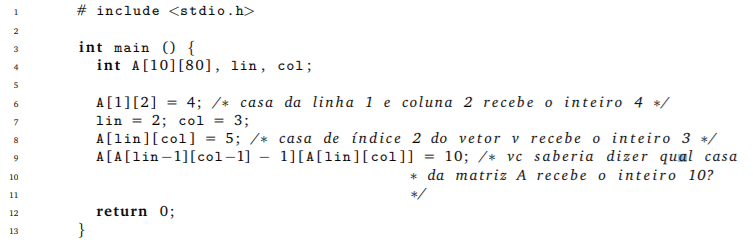 1 # include <stdio.h>
2
3 int main () {
4 int A[10][80], lin, col;
5
6 A[1][2] = 4; /* casa da linha 1 e coluna 2 recebe o inteiro 4 */
7 lin = 2; col = 3;
8 A[lin][col] = 5; /* casa de índice 2 do vetor v recebe o inteiro 3 */
9 A[A[lin-1][col-1] - 1][A[lin][col]] = 10; /* vc saberia dizer qual casa
10 * da matriz A recebe o inteiro 10?
11 */
12 return 0;
13 }